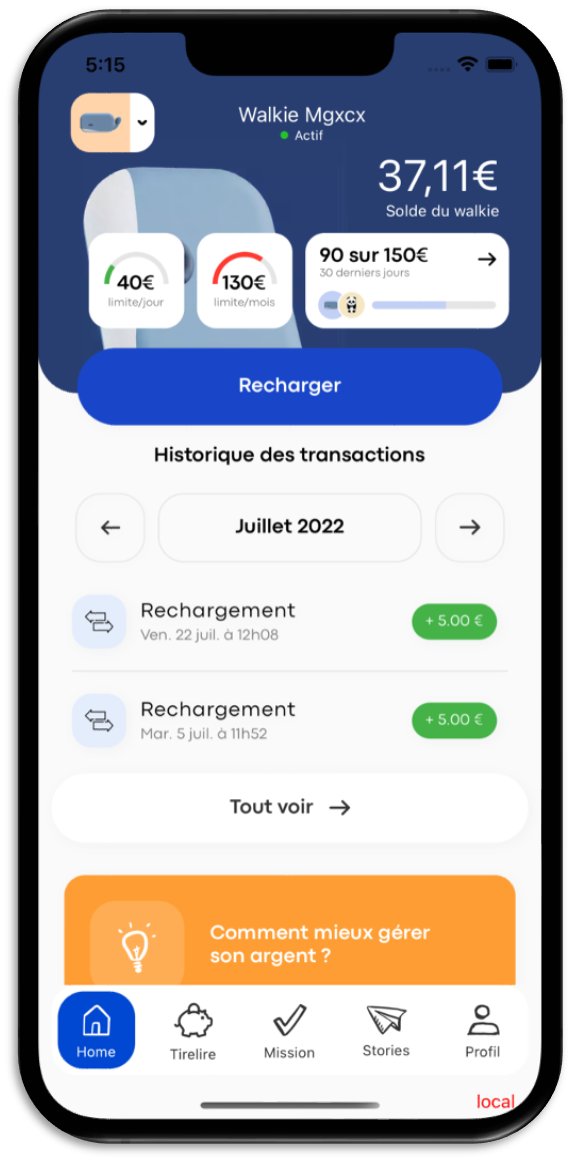 5:15
Walkie Mgxcx
Actif
37,11€
Solde du walkie
40€
limite/jour
130€
limite/mois
90 sur 150€
30 derniers jours
Recharger
Historique des transactions
Juillet 2022
Rechargement
Ven. 22 juil. à 12h08
+ 5.00 €
Rechargement
Mar. 5 juil. à 11h52
+ 5.00 €
Tout voir
Comment mieux gérer
son argent ?
Home
Tirelire
Mission
Stories
Profil
local